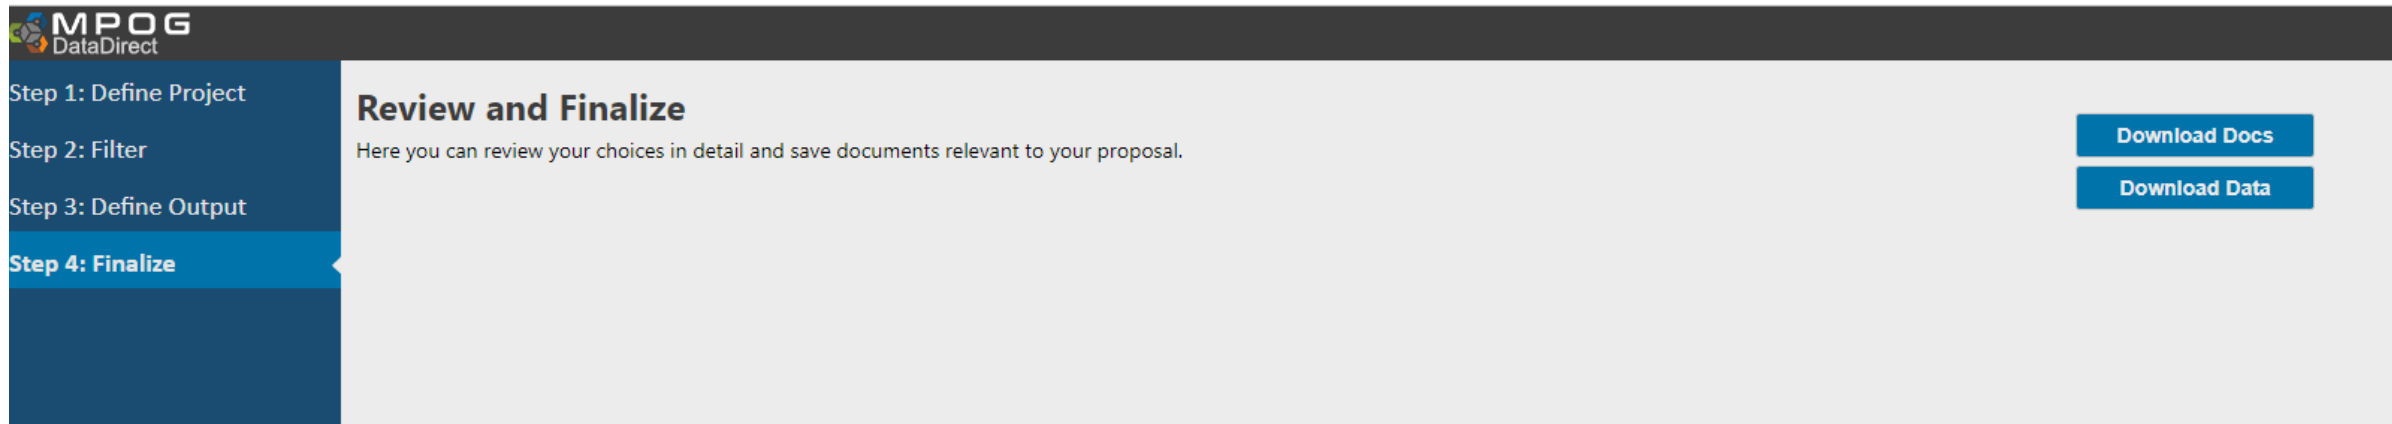 MPOG
DataDirect
Step 1: Define Project
Step 2: Filter
Step 3: Define Output
Step 4: Finalize
Review and Finalize
Here you can review your choices in detail and save documents relevant to your proposal.
Download Docs
Download Data